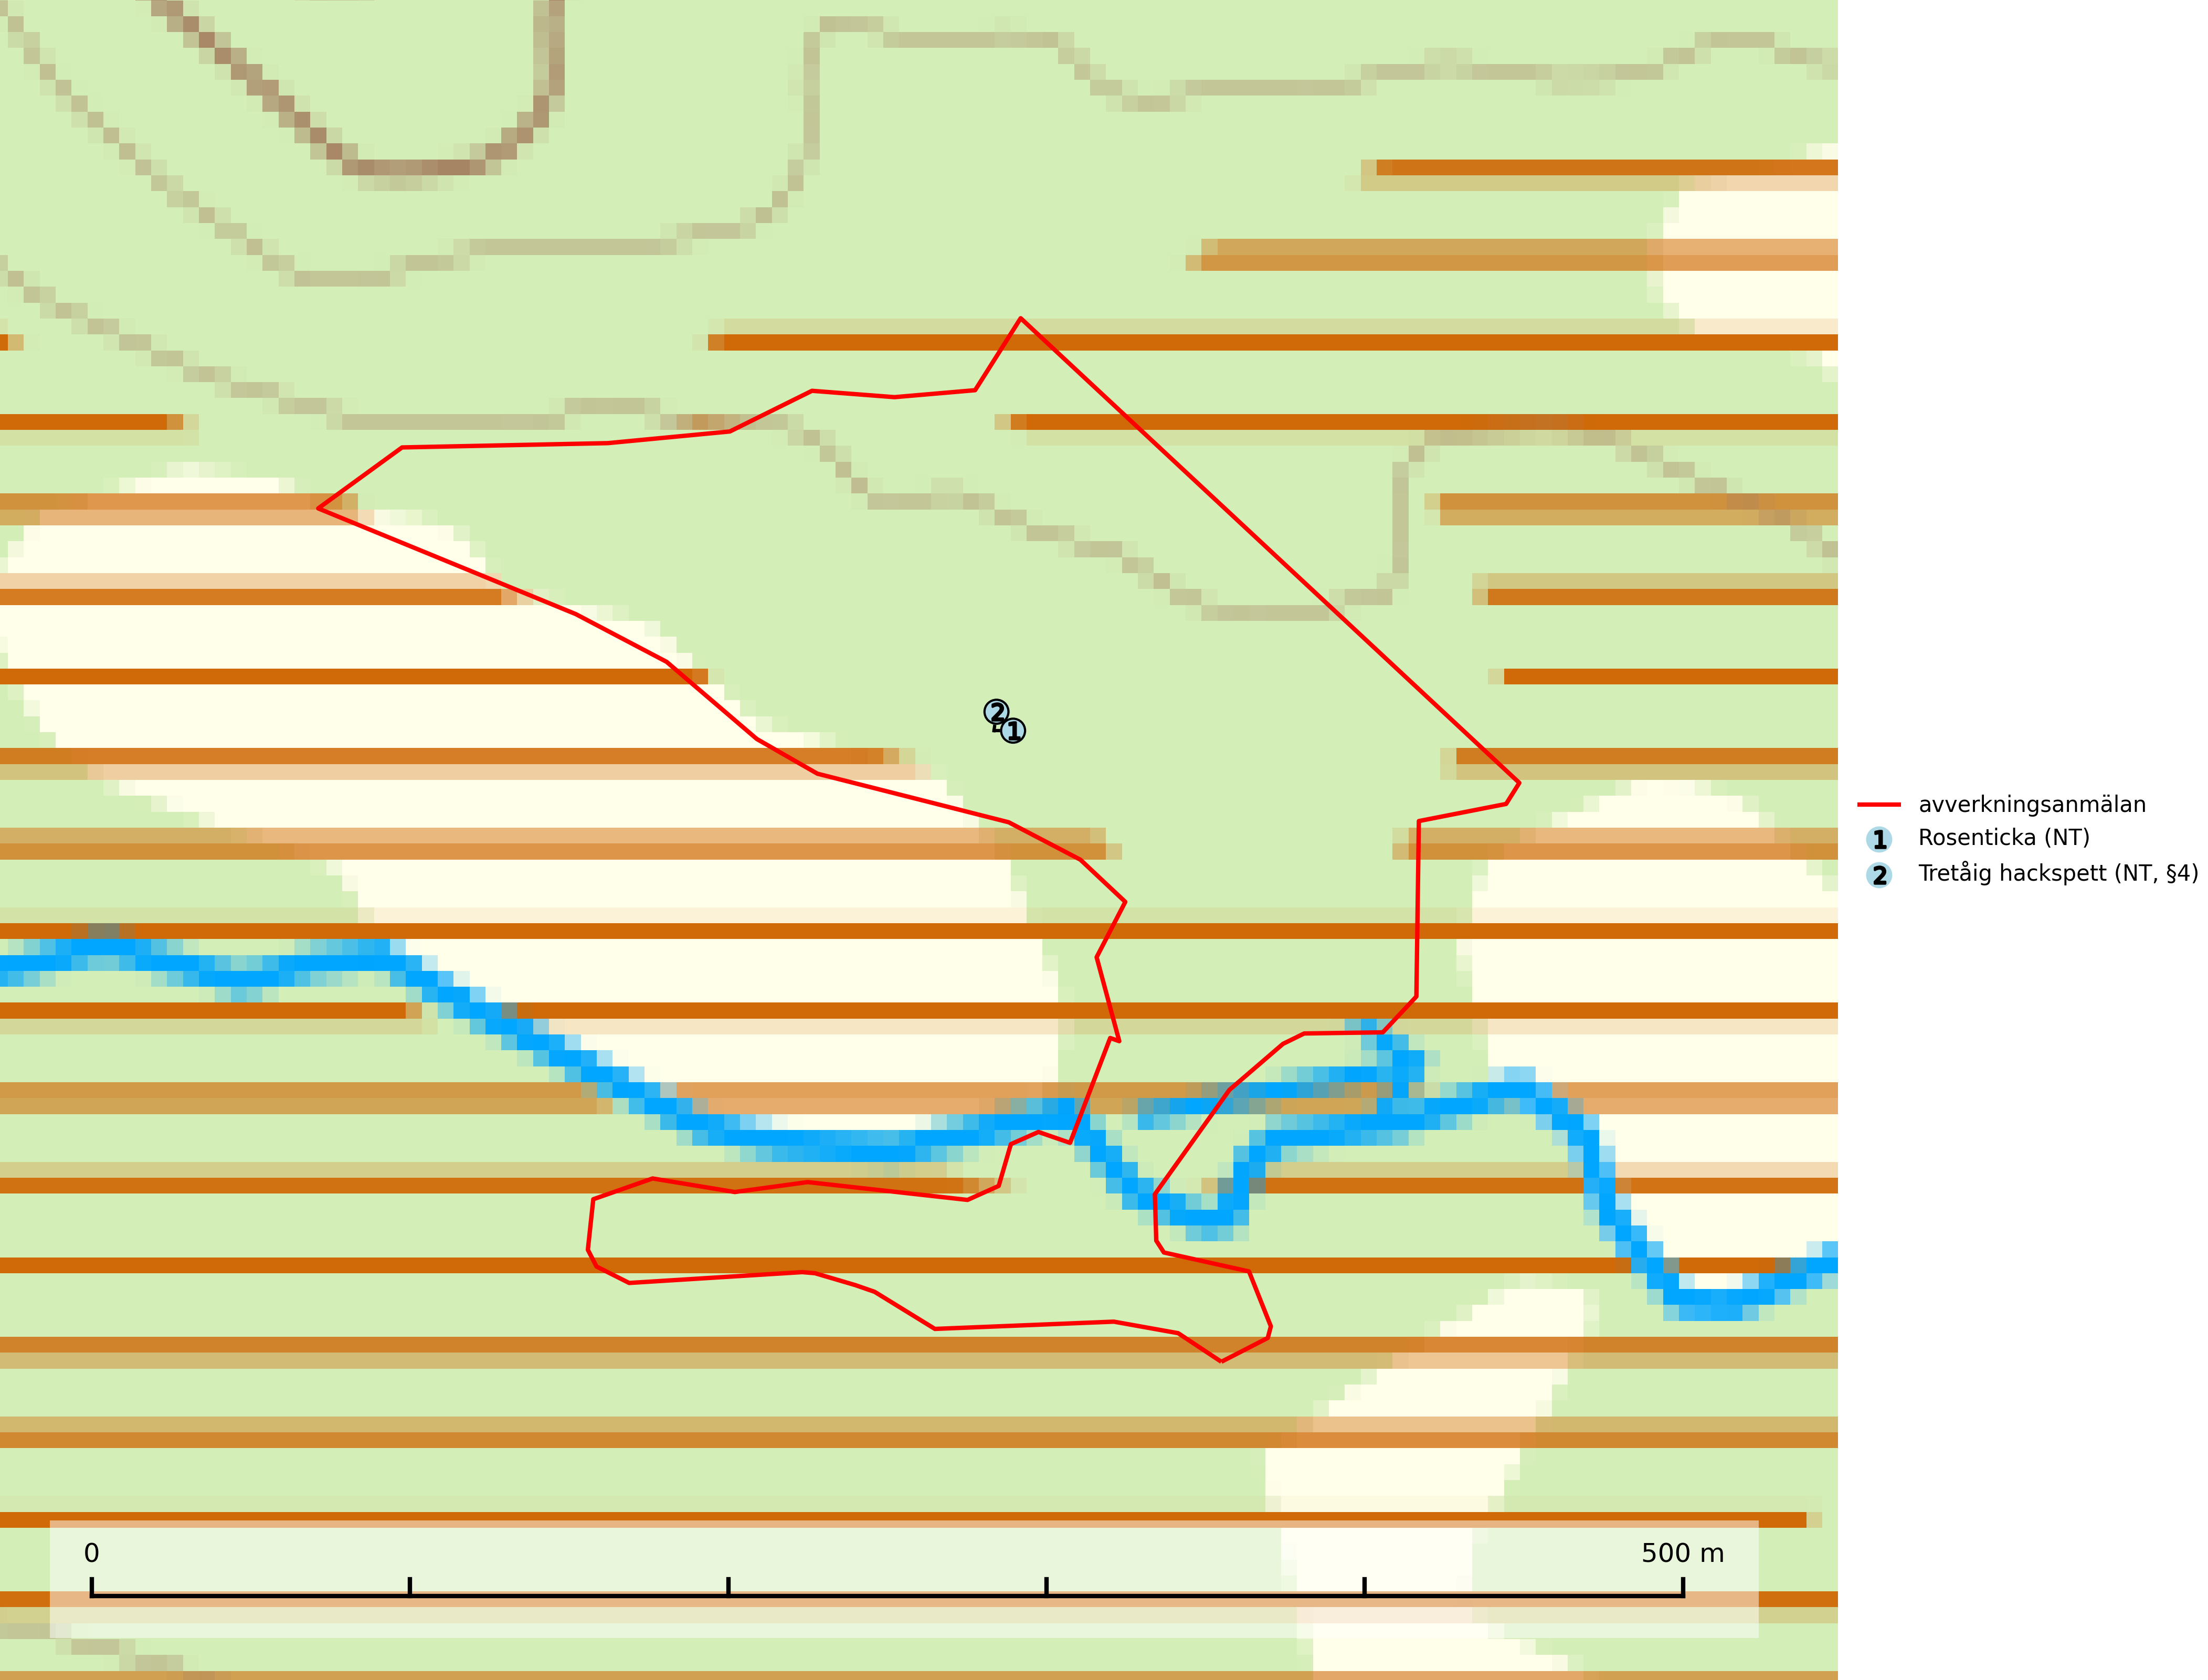 2
1
avverkningsanmälan
1 Rosenticka (NT)
2 Tretåig hackspett (NT, §4)
0 500 m